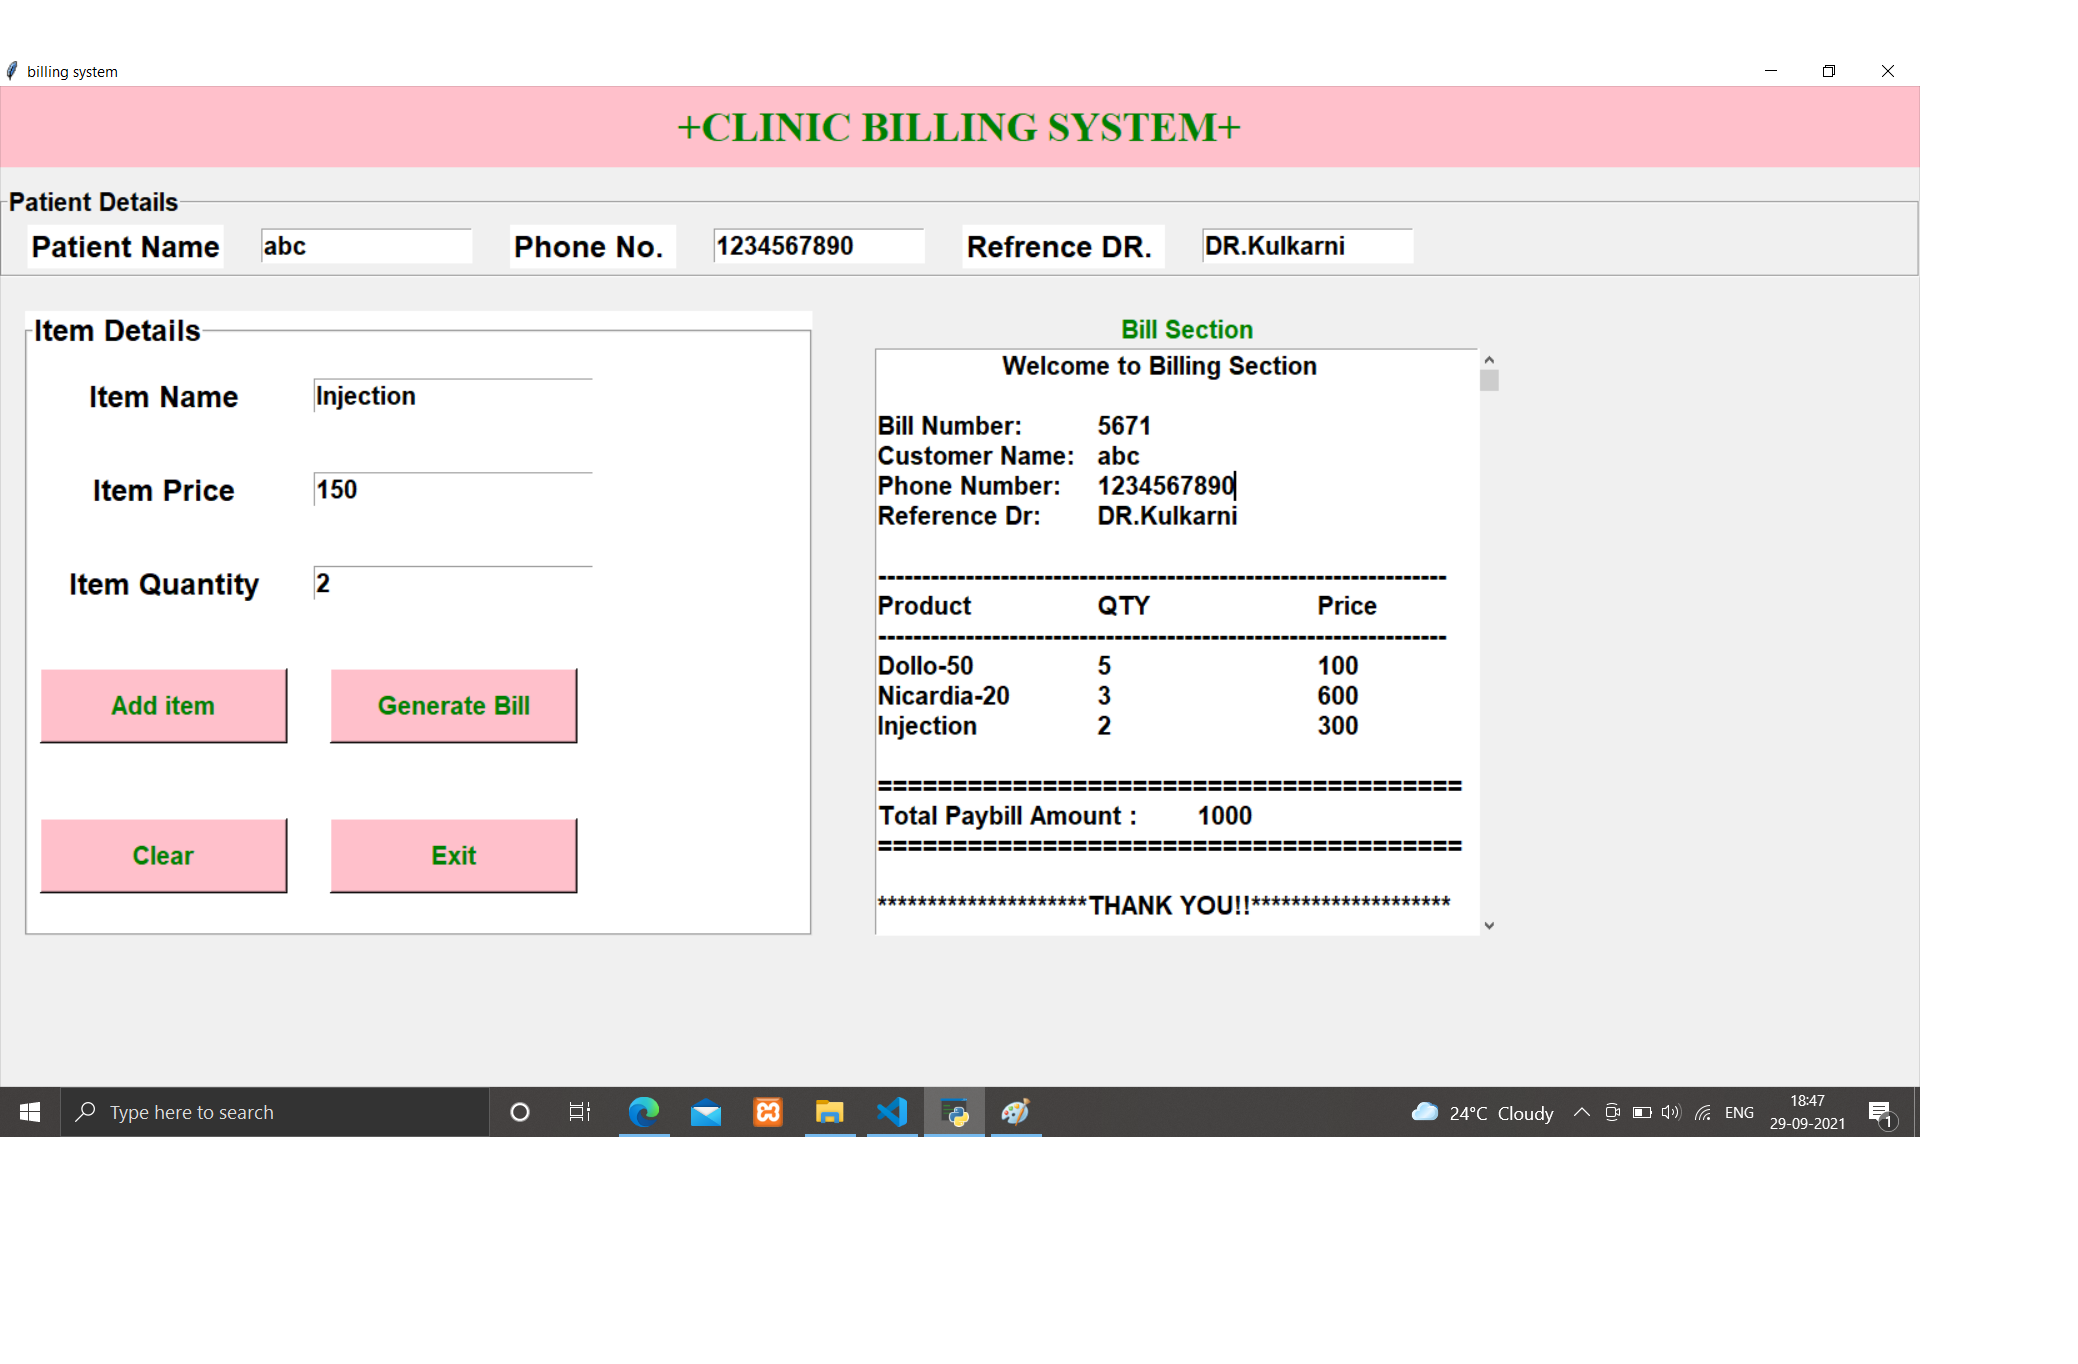 billing system
+CLINIC BILLING SYSTEM+
Patient Details
Patient Name abc Phone No. 1234567890 Refrence DR. DR.Kulkarni
Item Details
Item Name Injection
Item Price 150
Item Quantity 2
Add item Generate Bill
Clear Exit
Bill Section
Welcome to Billing Section
Bill Number: 5671
Customer Name: abc
Phone Number: 1234567890
Reference Dr: DR.Kulkarni
-----------------------------------------------------------------
Product QTY Price
-----------------------------------------------------------------
Dollo-50 5 100
Nicardia-20 3 600
Injection 2 300
=======================================
Total Paybill Amount : 1000
=======================================
*********************THANK YOU!!********************
Type here to search
24°C Cloudy ENG 18:47
29-09-2021
1